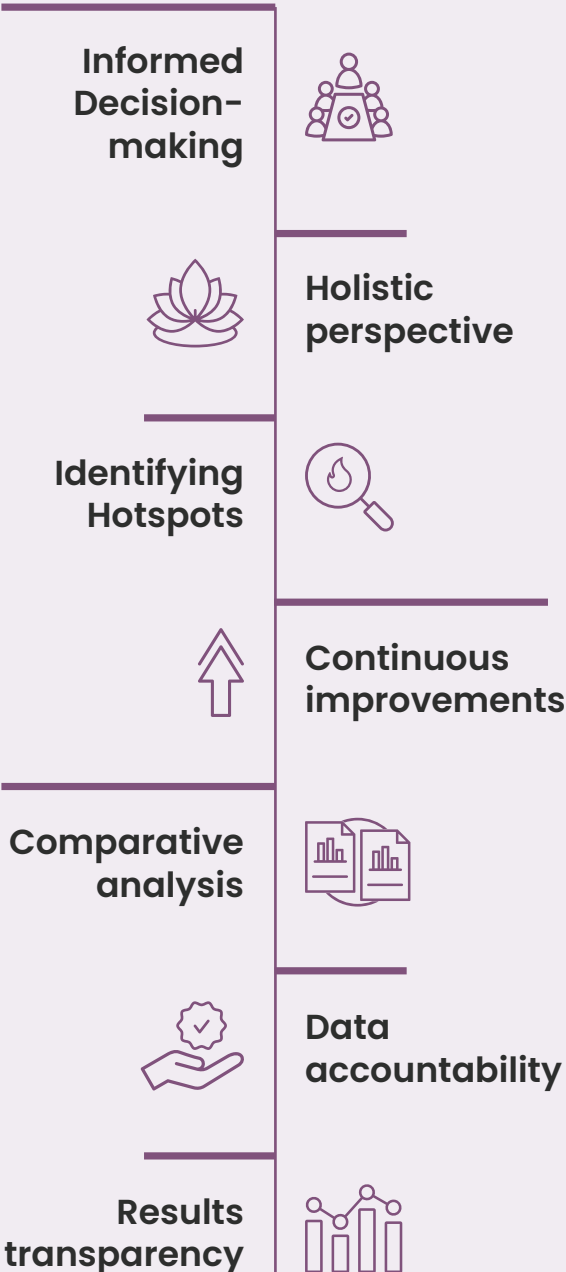 Informed
Decision-
making
Holistic
perspective
Identifying
Hotspots
Continuous
improvements
Comparative
analysis
Data
accountability
Results
transparency